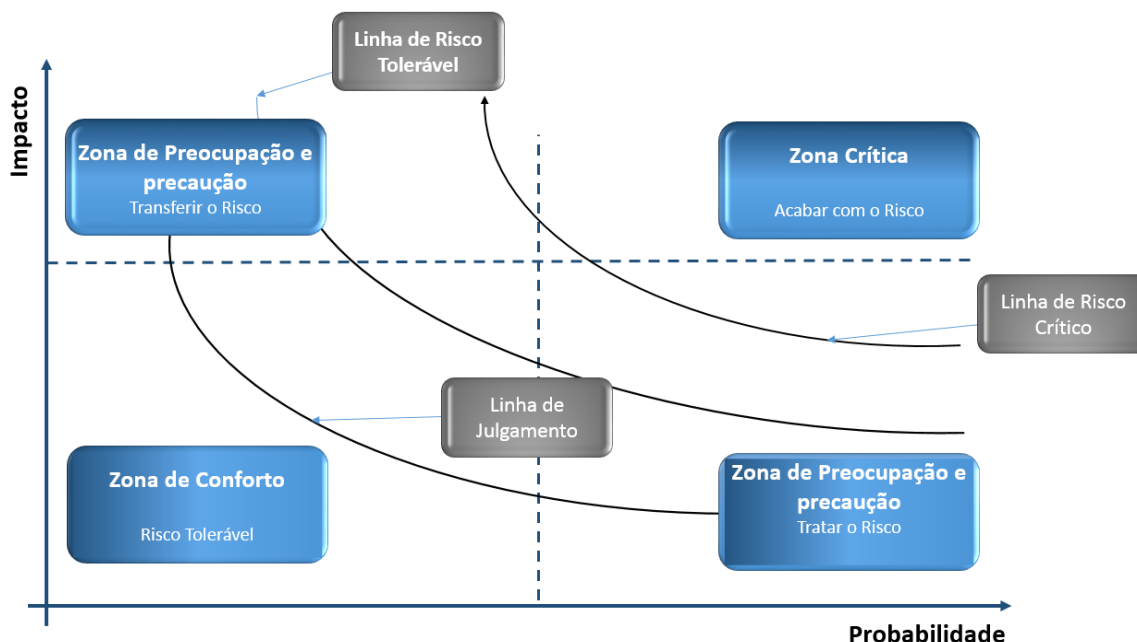 Linha de Risco
Tolerável
Impacto
Zona de Preocupação e
precaução
Transferir o Risco
Zona Crítica
Acabar com o Risco
Linha de Risco
Crítico
Linha de
Julgamento
Zona de Conforto
Risco Tolerável
Zona de Preocupação e
precaução
Tratar o Risco
Probabilidade